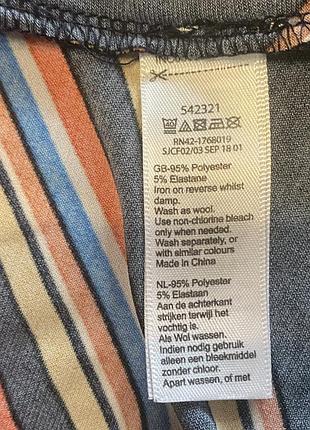 542321
RN42-1768019
SJCF02/03 SEP 18 01
GB-95% Polyester
5% Elastane
Iron on reverse whilst
damp.
Wash as wool.
Use non-chlorine bleach
only when needed.
Wash separately, or
with similar colours
Made in China
NL-95% Polyester
5% Elastaan
Aan de achterkant
strijken terwijl het
vochtig is.
Als Wol wassen.
Indien nodig gebruik
alleen een bleekmiddel
zonder chloor.
Apart wassen, of met